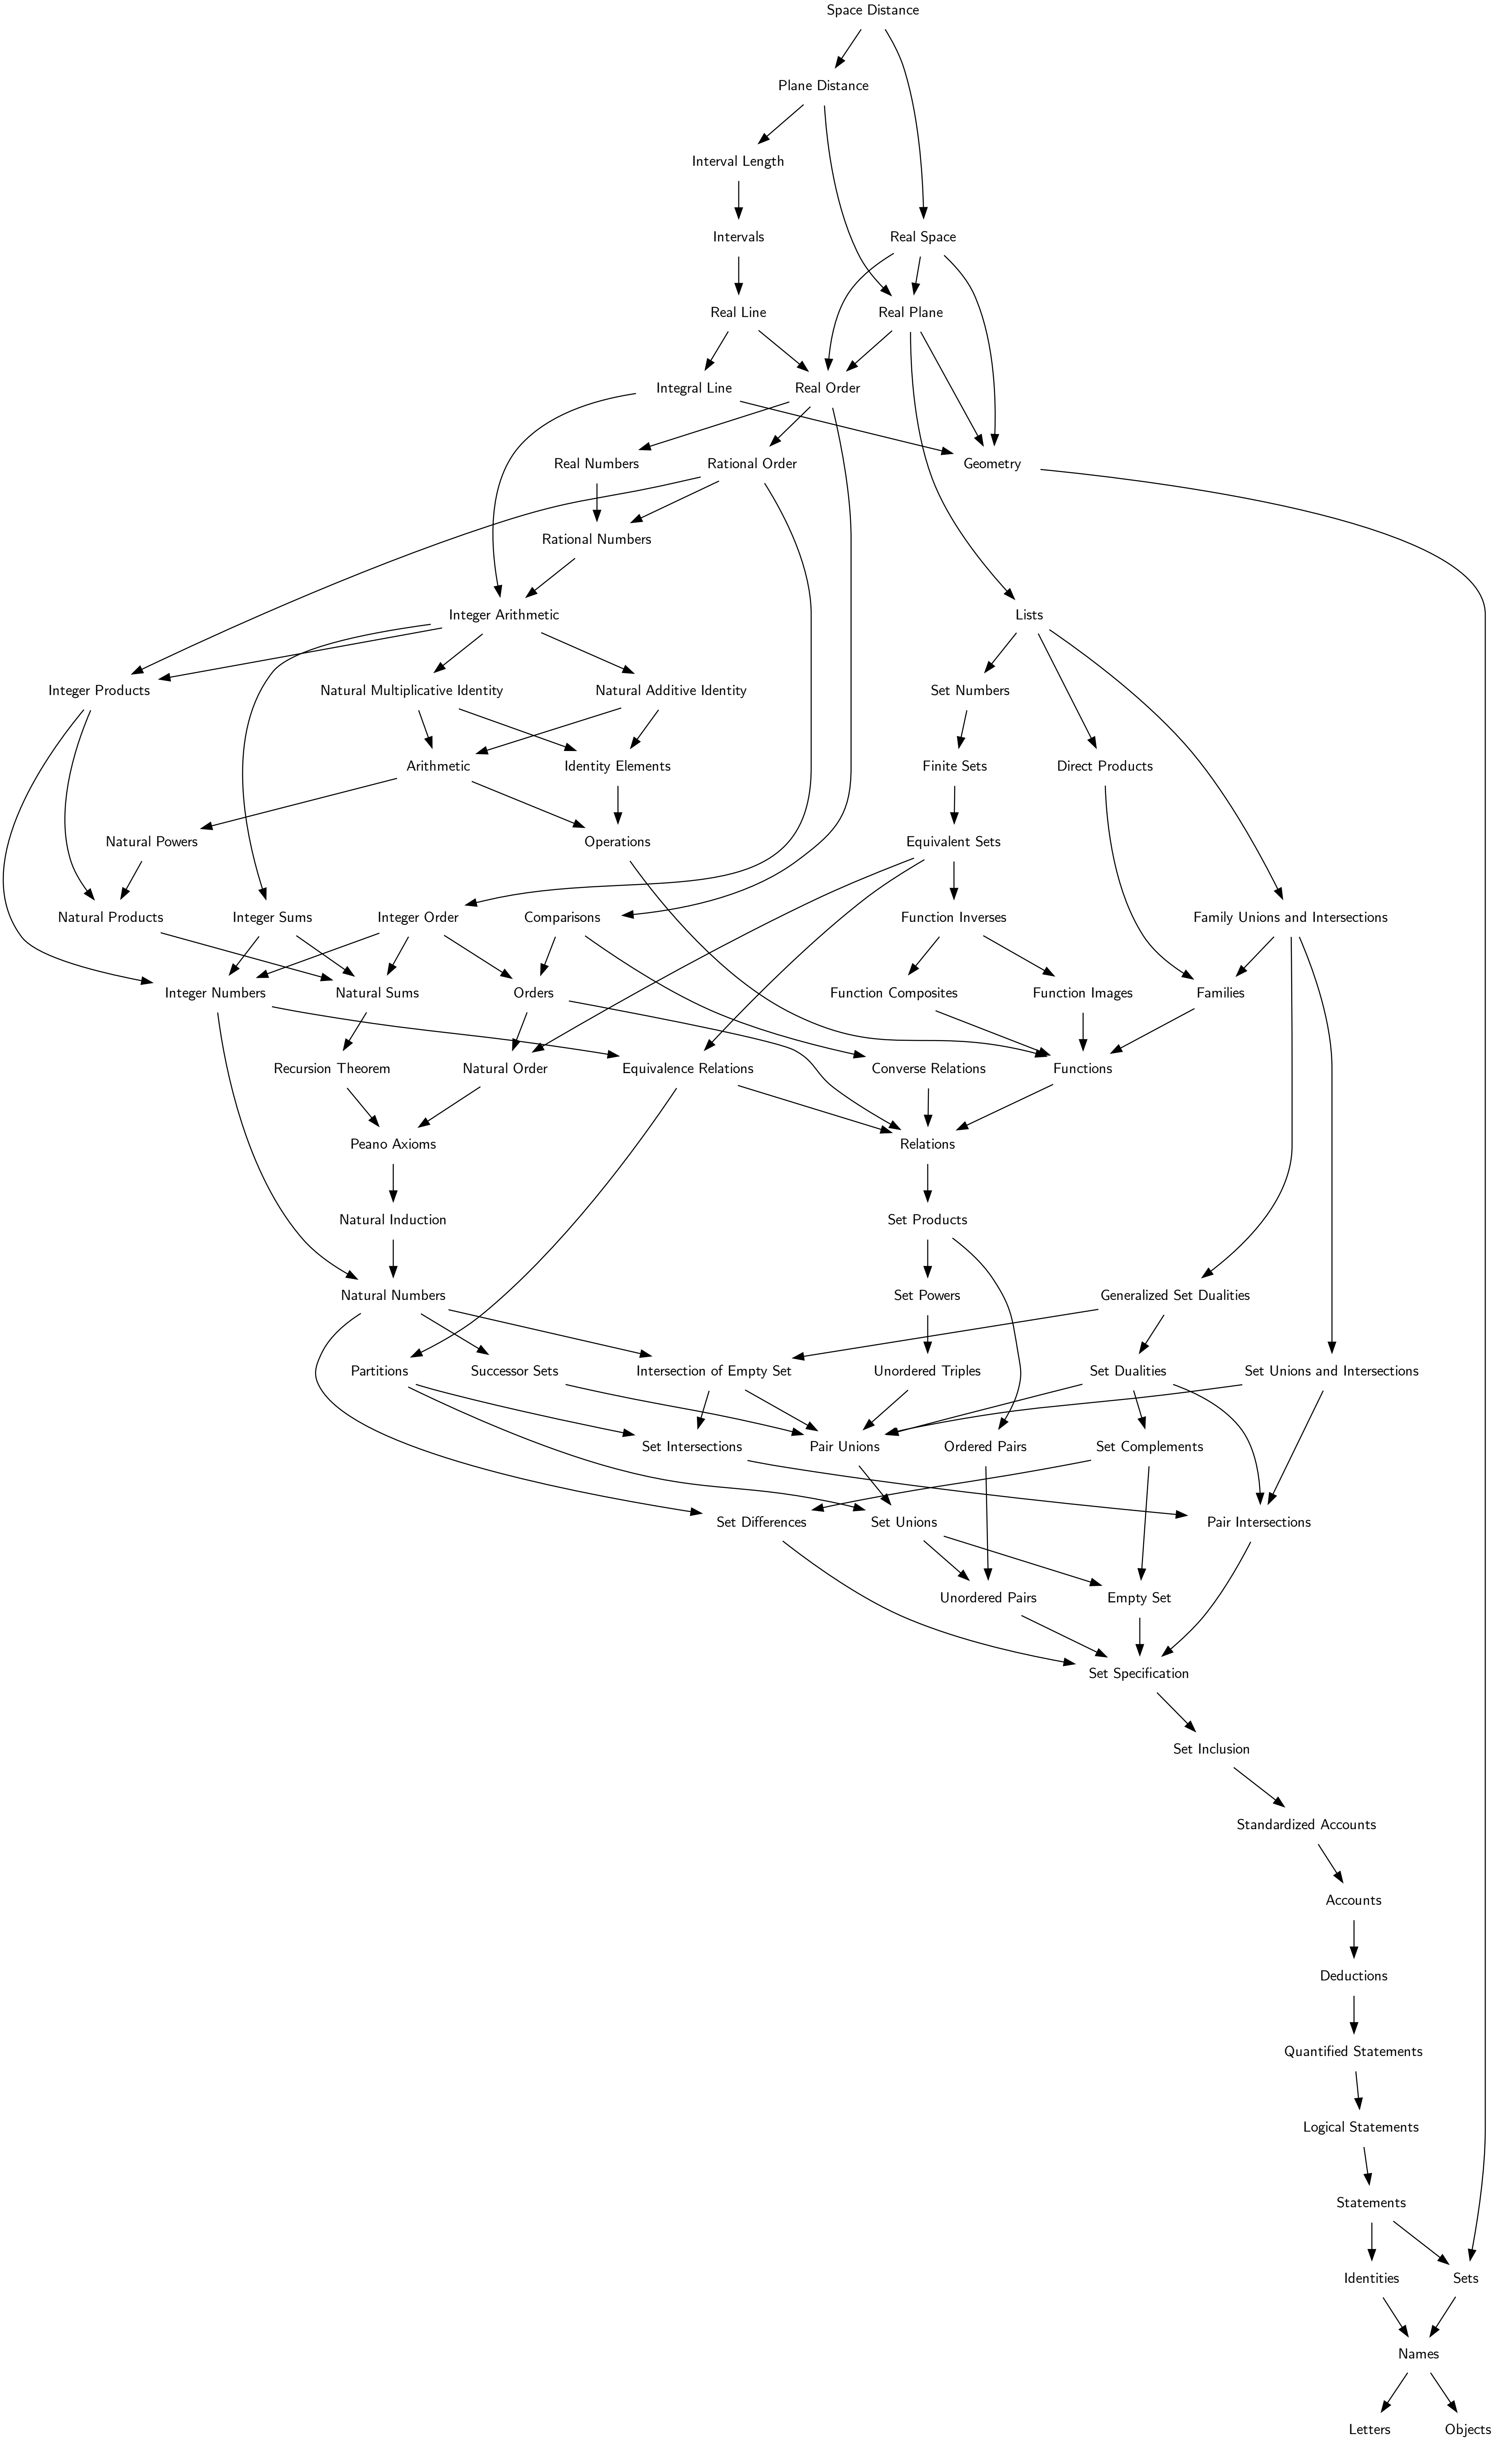 Space Distance
Plane Distance
Interval Length
Intervals
Real Space
Real Line
Real Plane
Integral Line
Real Order
Real Numbers
Rational Order
Geometry
Rational Numbers
Integer Arithmetic
Lists
Integer Products
Natural Multiplicative Identity
Natural Additive Identity
Set Numbers
Arithmetic
Identity Elements
Finite Sets
Direct Products
Natural Powers
Operations
Equivalent Sets
Natural Products
Integer Sums
Integer Order
Comparisons
Function Inverses
Family Unions and Intersections
Integer Numbers
Natural Sums
Orders
Function Composites
Function Images
Families
Recursion Theorem
Natural Order
Equivalence Relations
Converse Relations
Functions
Peano Axioms
Relations
Natural Induction
Set Products
Natural Numbers
Set Powers
Generalized Set Dualities
Partitions
Successor Sets
Intersection of Empty Set
Unordered Triples
Set Dualities
Set Unions and Intersections
Set Intersections
Pair Unions
Ordered Pairs
Set Complements
Set Differences
Set Unions
Pair Intersections
Unordered Pairs
Empty Set
Set Specification
Set Inclusion
Standardized Accounts
Accounts
Deductions
Quantified Statements
Logical Statements
Statements
Identities
Sets
Names
Letters
Objects